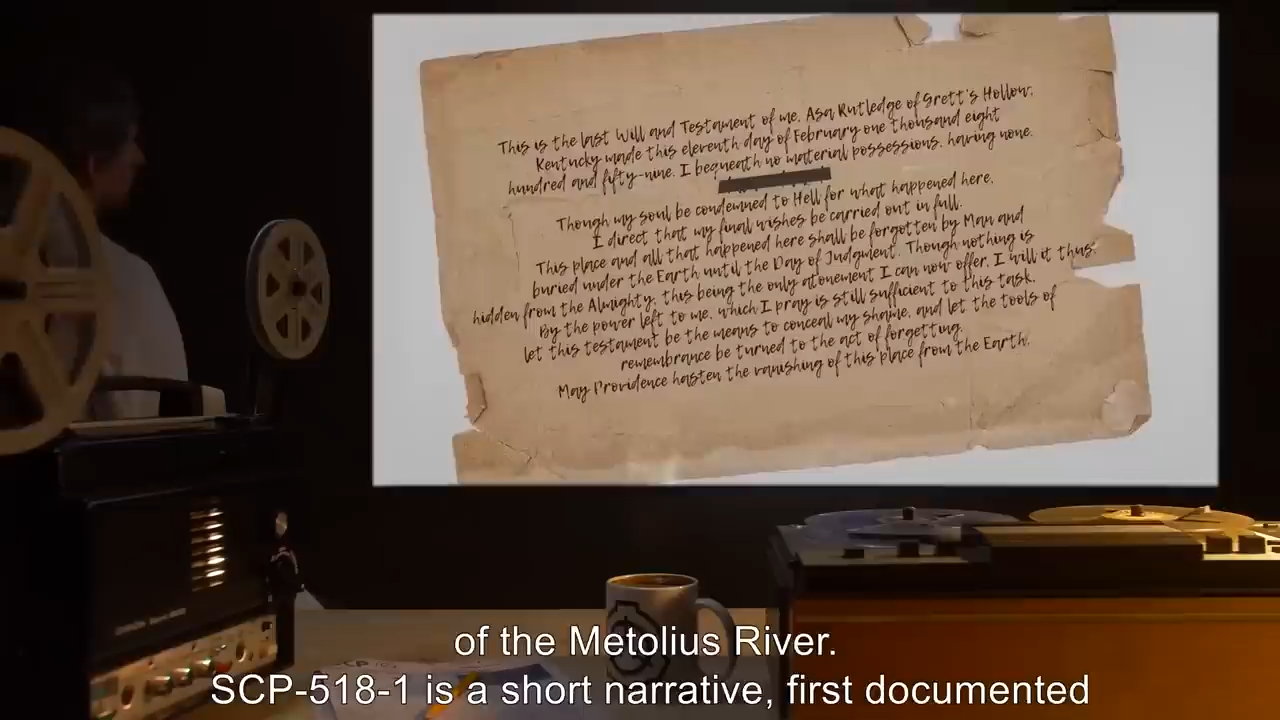 This is the last Will and Testament of me, Asa Rutledge of Grett's Hollow,
Kentucky made this eleventh day of February one thousand eight
hundred and fifty-nine. I bequeath no material possessions, having none.
Though my soul be condemned to Hell for what happened here,
I direct that my final wishes be carried out in full.
This place and all that happened here shall be forgotten by Man and
buried under the Earth until the Day of Judgment. Though nothing is
hidden from the Almighty, this being the only atonement I can now offer, I will it thus.
By the power left to me, which I pray is still sufficient to this task,
let this testament be the means to conceal my shame, and let the tools of
remembrance be turned to the act of forgetting.
May Providence hasten the vanishing of this place from the Earth.
of the Metolius River.
SCP-518-1 is a short narrative, first documented